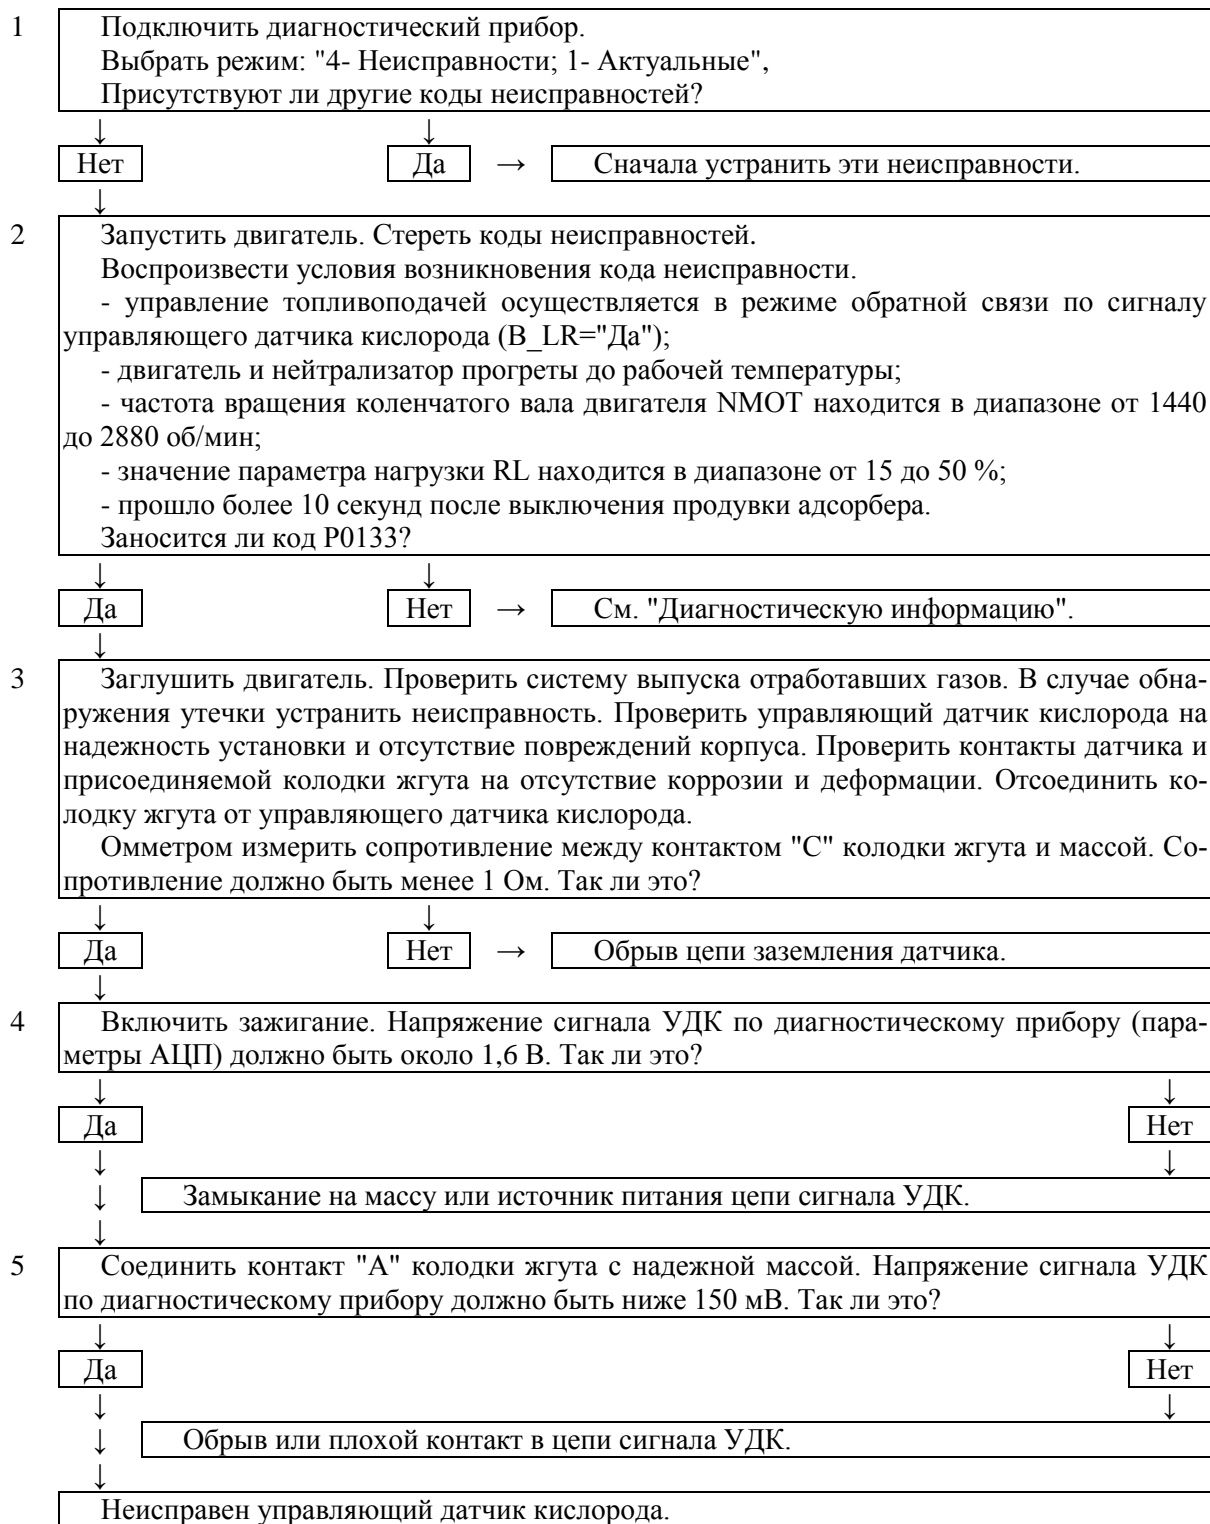 1 Подключить диагностический прибор.
Выбрать режим: "4- Неисправности; 1- Актуальные",
Присутствуют ли другие коды неисправностей?
↓ ↓
Нет Да → Сначала устранить эти неисправности.
↓
2 Запустить двигатель. Стереть коды неисправностей.
Воспроизвести условия возникновения кода неисправности.
- управление топливоподачей осуществляется в режиме обратной связи по сигналу
управляющего датчика кислорода (B_LR="Да");
- двигатель и нейтрализатор прогреты до рабочей температуры;
- частота вращения коленчатого вала двигателя NMOT находится в диапазоне от 1440
до 2880 об/мин;
- значение параметра нагрузки RL находится в диапазоне от 15 до 50 %;
- прошло более 10 секунд после выключения продувки адсорбера.
Заносится ли код P0133?
↓ ↓
Да Нет → См. "Диагностическую информацию".
↓
3 Заглушить двигатель. Проверить систему выпуска отработавших газов. В случае обна-
ружения утечки устранить неисправность. Проверить управляющий датчик кислорода на
надежность установки и отсутствие повреждений корпуса. Проверить контакты датчика и
присоединяемой колодки жгута на отсутствие коррозии и деформации. Отсоединить ко-
лодку жгута от управляющего датчика кислорода.
Омметром измерить сопротивление между контактом "С" колодки жгута и массой. Со-
противление должно быть менее 1 Ом. Так ли это?
↓ ↓
Да Нет → Обрыв цепи заземления датчика.
↓
4 Включить зажигание. Напряжение сигнала УДК по диагностическому прибору (пара-
метры АЦП) должно быть около 1,6 В. Так ли это?
↓ ↓
Да Нет
↓ ↓
↓ Замыкание на массу или источник питания цепи сигнала УДК.
↓
5 Соединить контакт "А" колодки жгута с надежной массой. Напряжение сигнала УДК
по диагностическому прибору должно быть ниже 150 мВ. Так ли это?
↓ ↓
Да Нет
↓ ↓
↓ Обрыв или плохой контакт в цепи сигнала УДК.
↓
Неисправен управляющий датчик кислорода.